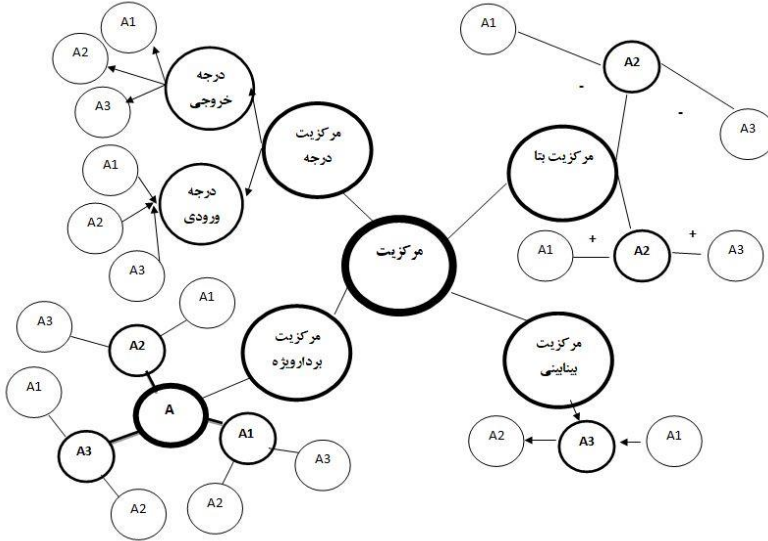 A1
A2
A3
درجه
خروجی
A1
A2
A3
درجه
ورودی
مرکزیت
درجه
A1
A2
A3
-
-
مرکزیت بتا
A1
+
A2
+
A3
مرکزیت
مرکزیت
بردارویژه
A3
A2
A1
A
A1
A3
A2
A1
A2
A3
مرکزیت
بینابینی
A2
A3
A1